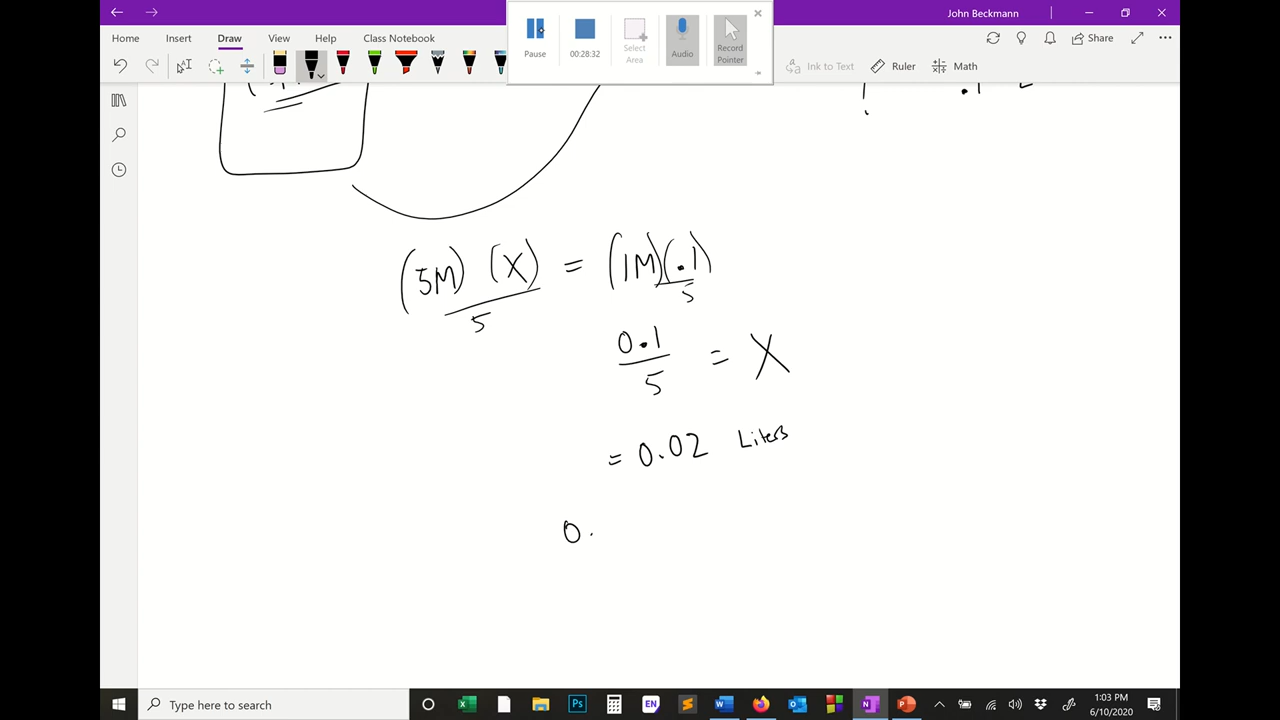 John Beckmann
Pause
00:28:32
Select Area
Audio
Record Pointer
Home Insert Draw View Help Class Notebook
Share
Ink to Text Ruler Math
(5M) (X) = (1M)(.1)
5 5
0.1
5 = X
= 0.02 Liters
0.
Type here to search
EN
1:03 PM
6/10/2020